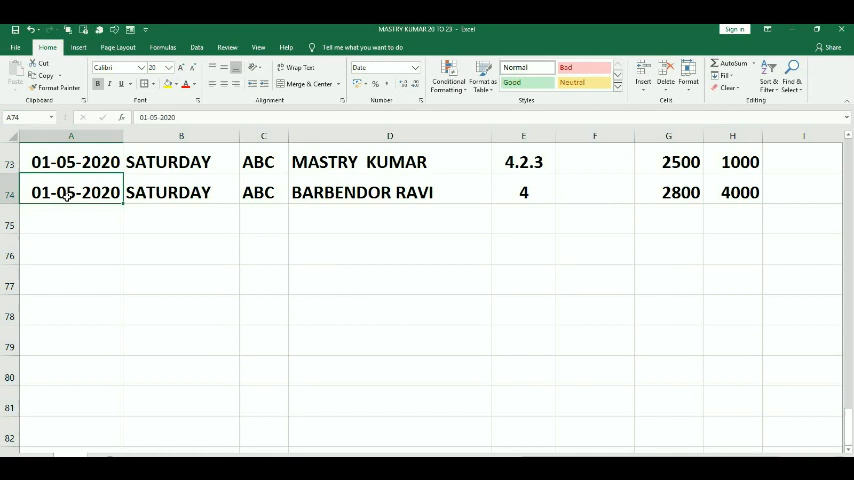 MASTRY KUMAR 20 TO 23 - Excel
Sign in
File Home Insert Page Layout Formulas Data Review View Help Tell me what you want to do Share
Paste Cut Copy Format Painter Clipboard
Calibri 20 A A B I U A Font
Wrap Text Merge & Center Alignment
Date % Number
Conditional Formatting Format as Table Normal Bad Good Neutral Styles
Insert Delete Format Cells
AutoSum Fill Clear Sort & Filter Find & Select Editing
A74 fx 01-05-2020
A B C D E F G H I
73 01-05-2020 SATURDAY ABC MASTRY KUMAR 4.2.3 2500 1000
74 01-05-2020 SATURDAY ABC BARBENDOR RAVI 4 2800 4000
75
76
77
78
79
80
81
82